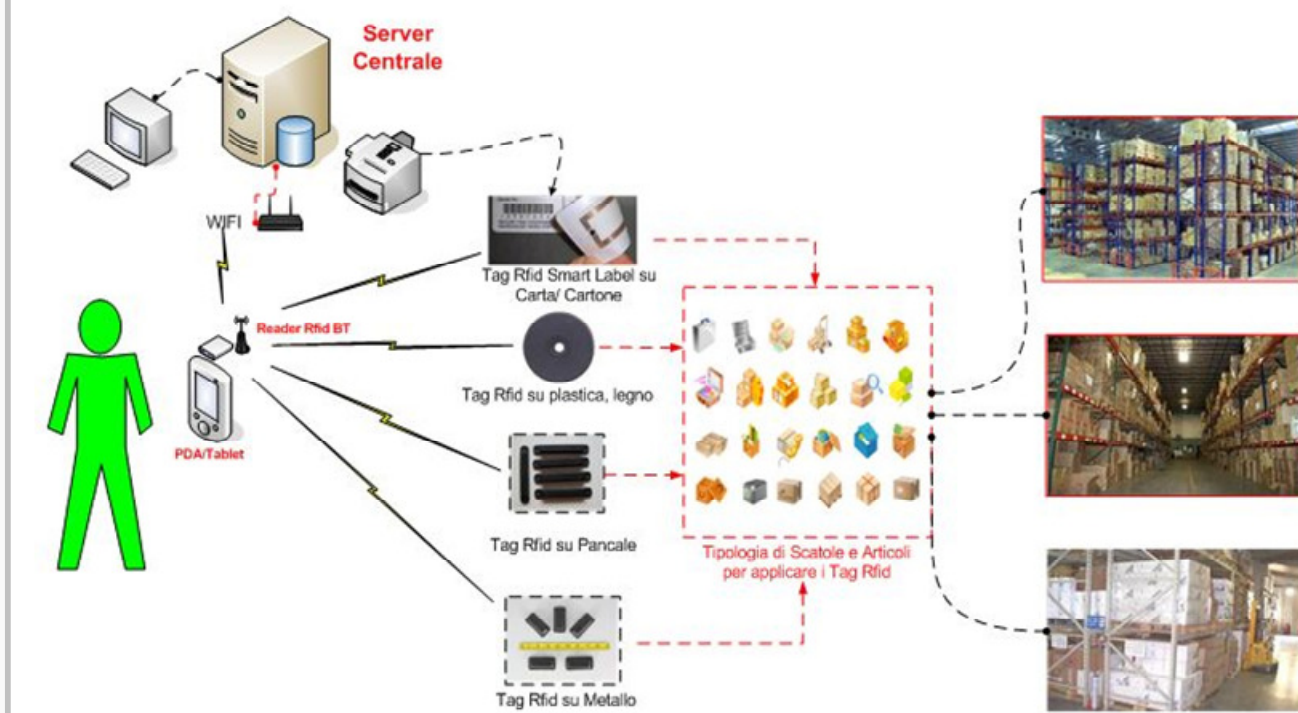 Server
Centrale
WIFI
Tag Rfid Smart Label su
Carta/ Cartone
Reader Rfid BT
Tag Rfid su plastica, legno
PDA/Tablet
Tag Rfid su Pancale
Tipologia di Scatole e Articoli
per applicare i Tag Rfid
Tag Rfid su Metallo